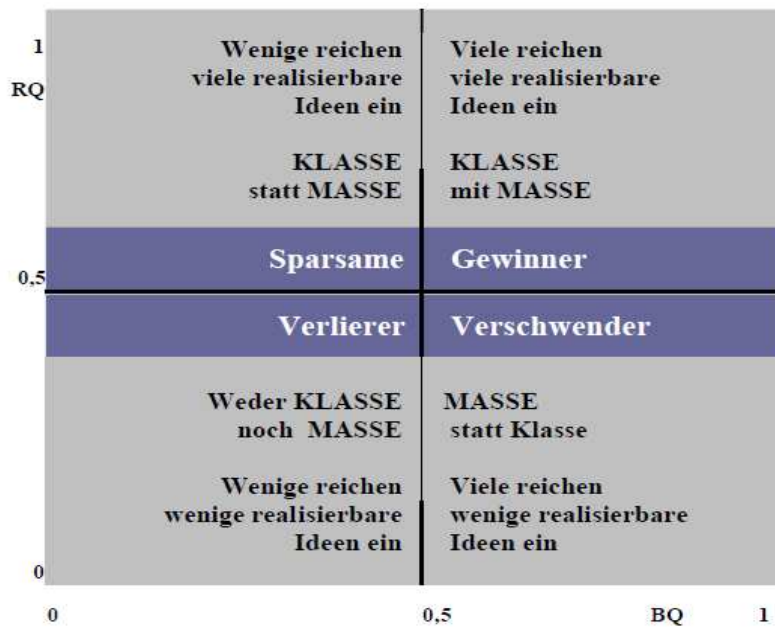 1
RQ
Wenige reichen
viele realisierbare
Ideen ein
KLASSE
statt MASSE
Viele reichen
viele realisierbare
Ideen ein
KLASSE
mit MASSE
Sparsame
Gewinner
0,5
Verlierer
Verschwender
Weder KLASSE
noch MASSE
Wenige reichen
wenige realisierbare
Ideen ein
MASSE
statt Klasse
Viele reichen
wenige realisierbare
Ideen ein
0
0
0,5
BQ
1